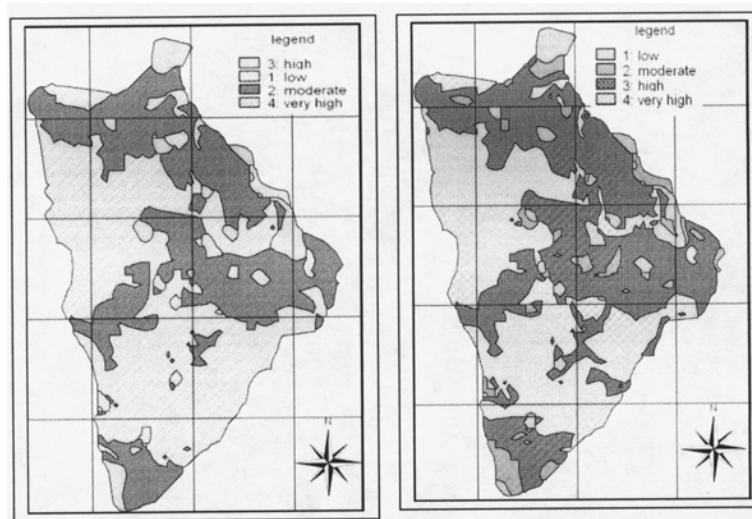 legend
3: high
1: low
2: moderate
4: very high
N
legend
1: low
2: moderate
3: high
4: very high
N